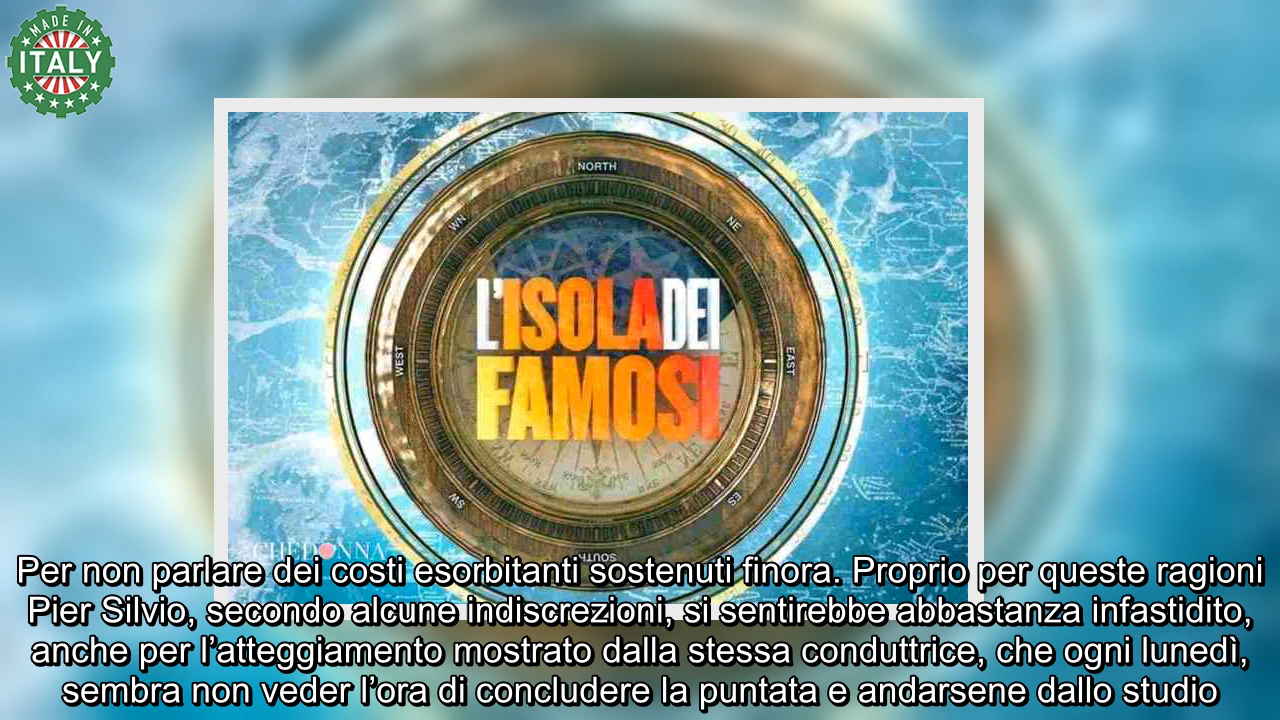 MADE IN
ITALY
NORTH
WN
NE
L'ISOLA DEI
FAMOSI
WEST
EAST
SW
ES
SOUTH
CHEDONNA
Per non parlare dei costi esorbitanti sostenuti finora. Proprio per queste ragioni
Pier Silvio, secondo alcune indiscrezioni, si sentirebbe abbastanza infastidito,
anche per l’atteggiamento mostrato dalla stessa conduttrice, che ogni lunedì,
sembra non veder l’ora di concludere la puntata e andarsene dallo studio